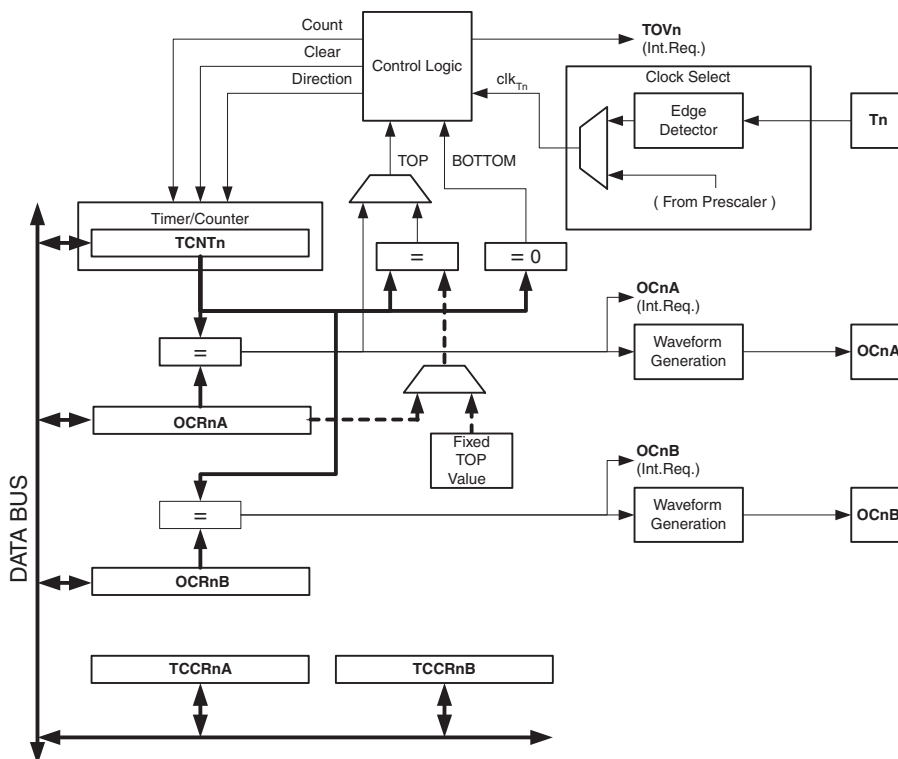 Count
Clear
Direction
Control Logic
TOVn
(Int.Req.)
clkTn
Clock Select
Edge
Detector
Tn
( From Prescaler )
TOP
BOTTOM
Timer/Counter
TCNTn
=
= 0
OCnA
(Int.Req.)
=
Waveform
Generation
OCnA
OCRnA
Fixed
TOP
Value
OCnB
(Int.Req.)
=
Waveform
Generation
OCnB
OCRnB
DATA BUS
TCCRnA
TCCRnB